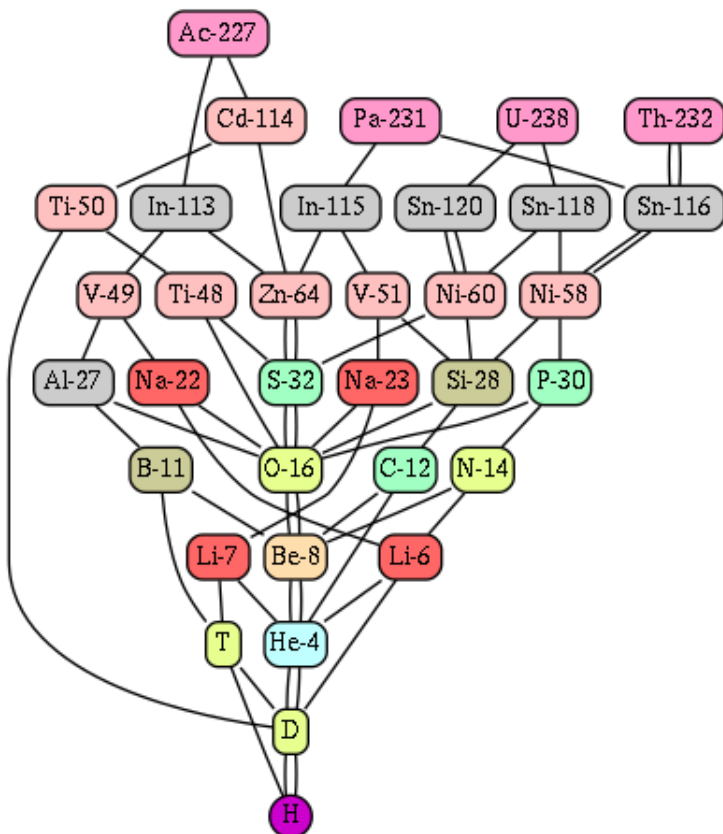 Ac-227
Cd-114
Pa-231
U-238
Th-232
Ti-50
In-113
In-115
Sn-120
Sn-118
Sn-116
V-49
Ti-48
Zn-64
V-51
Ni-60
Ni-58
Al-27
Na-22
S-32
Na-23
Si-28
P-30
B-11
O-16
C-12
N-14
Li-7
Be-8
Li-6
T
He-4
D
H